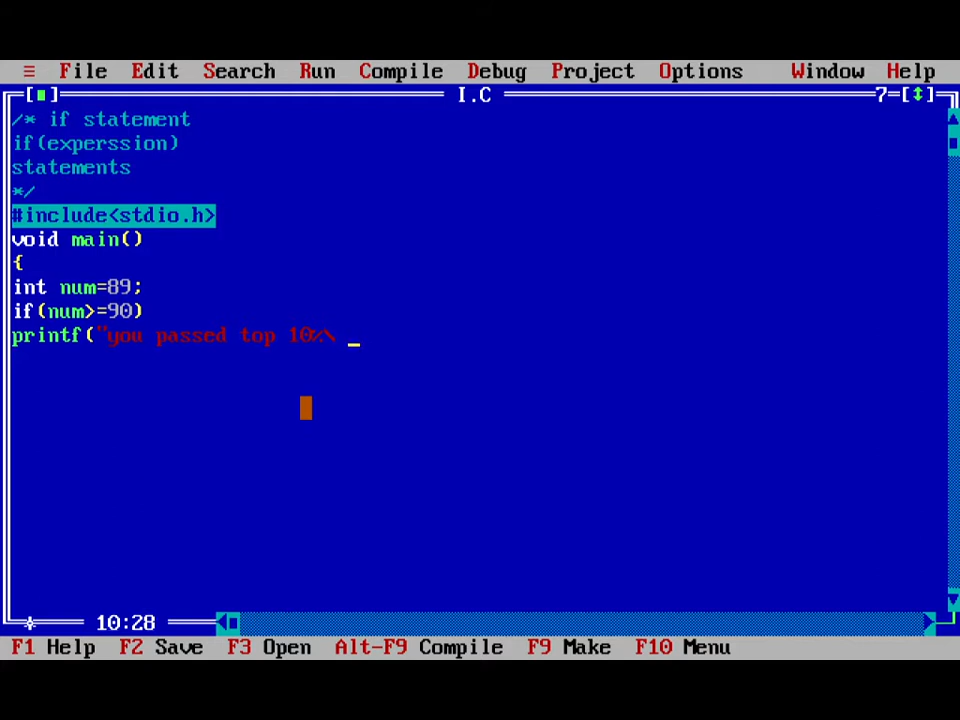 ≡ File Edit Search Run Compile Debug Project Options Window Help
[■] I.C 7=[↕]
/* if statement
if(experssion)
statements
*/
#include<stdio.h>
void main()
{
int num=89;
if(num>=90)
printf("you passed top 10%\ _
10:28
F1 Help F2 Save F3 Open Alt-F9 Compile F9 Make F10 Menu